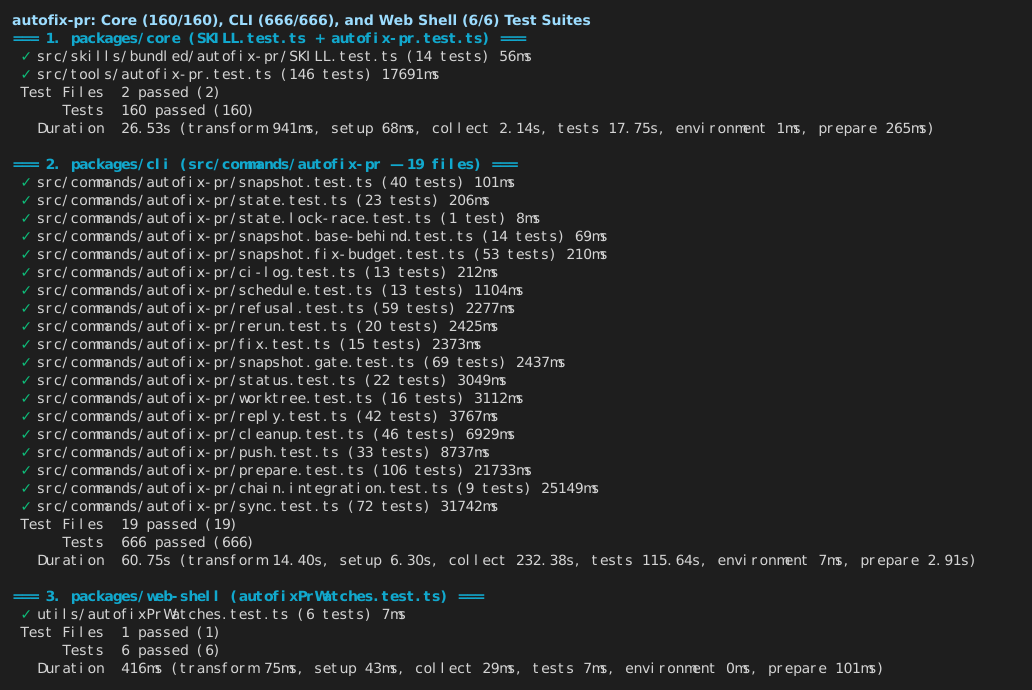 autofix-pr: Core (160/160), CLI (666/666), and Web Shell (6/6) Test Suites
═══ 1. packages/core (SKILL.test.ts + autofix-pr.test.ts) ═══
✓ src/skills/bundled/autofix-pr/SKILL.test.ts (14 tests) 56ms
✓ src/tools/autofix-pr.test.ts (146 tests) 17691ms
Test Files 2 passed (2)
Tests 160 passed (160)
Duration 26.53s (transform 941ms, setup 68ms, collect 2.14s, tests 17.75s, environment 1ms, prepare 265ms)
═══ 2. packages/cli (src/commands/autofix-pr — 19 files) ═══
✓ src/commands/autofix-pr/snapshot.test.ts (40 tests) 101ms
✓ src/commands/autofix-pr/state.test.ts (23 tests) 206ms
✓ src/commands/autofix-pr/state.lock-race.test.ts (1 test) 8ms
✓ src/commands/autofix-pr/snapshot.base-behind.test.ts (14 tests) 69ms
✓ src/commands/autofix-pr/snapshot.fix-budget.test.ts (53 tests) 210ms
✓ src/commands/autofix-pr/ci-log.test.ts (13 tests) 212ms
✓ src/commands/autofix-pr/schedule.test.ts (13 tests) 1104ms
✓ src/commands/autofix-pr/refusal.test.ts (59 tests) 2277ms
✓ src/commands/autofix-pr/rerun.test.ts (20 tests) 2425ms
✓ src/commands/autofix-pr/fix.test.ts (15 tests) 2373ms
✓ src/commands/autofix-pr/snapshot.gate.test.ts (69 tests) 2437ms
✓ src/commands/autofix-pr/status.test.ts (22 tests) 3049ms
✓ src/commands/autofix-pr/worktree.test.ts (16 tests) 3112ms
✓ src/commands/autofix-pr/reply.test.ts (42 tests) 3767ms
✓ src/commands/autofix-pr/cleanup.test.ts (46 tests) 6929ms
✓ src/commands/autofix-pr/push.test.ts (33 tests) 8737ms
✓ src/commands/autofix-pr/prepare.test.ts (106 tests) 21733ms
✓ src/commands/autofix-pr/chain.integration.test.ts (9 tests) 25149ms
✓ src/commands/autofix-pr/sync.test.ts (72 tests) 31742ms
Test Files 19 passed (19)
Tests 666 passed (666)
Duration 60.75s (transform 14.40s, setup 6.30s, collect 232.38s, tests 115.64s, environment 7ms, prepare 2.91s)
═══ 3. packages/web-shell (autofixPrWatches.test.ts) ═══
✓ utils/autofixPrWatches.test.ts (6 tests) 7ms
Test Files 1 passed (1)
Tests 6 passed (6)
Duration 416ms (transform 75ms, setup 43ms, collect 29ms, tests 7ms, environment 0ms, prepare 101ms)